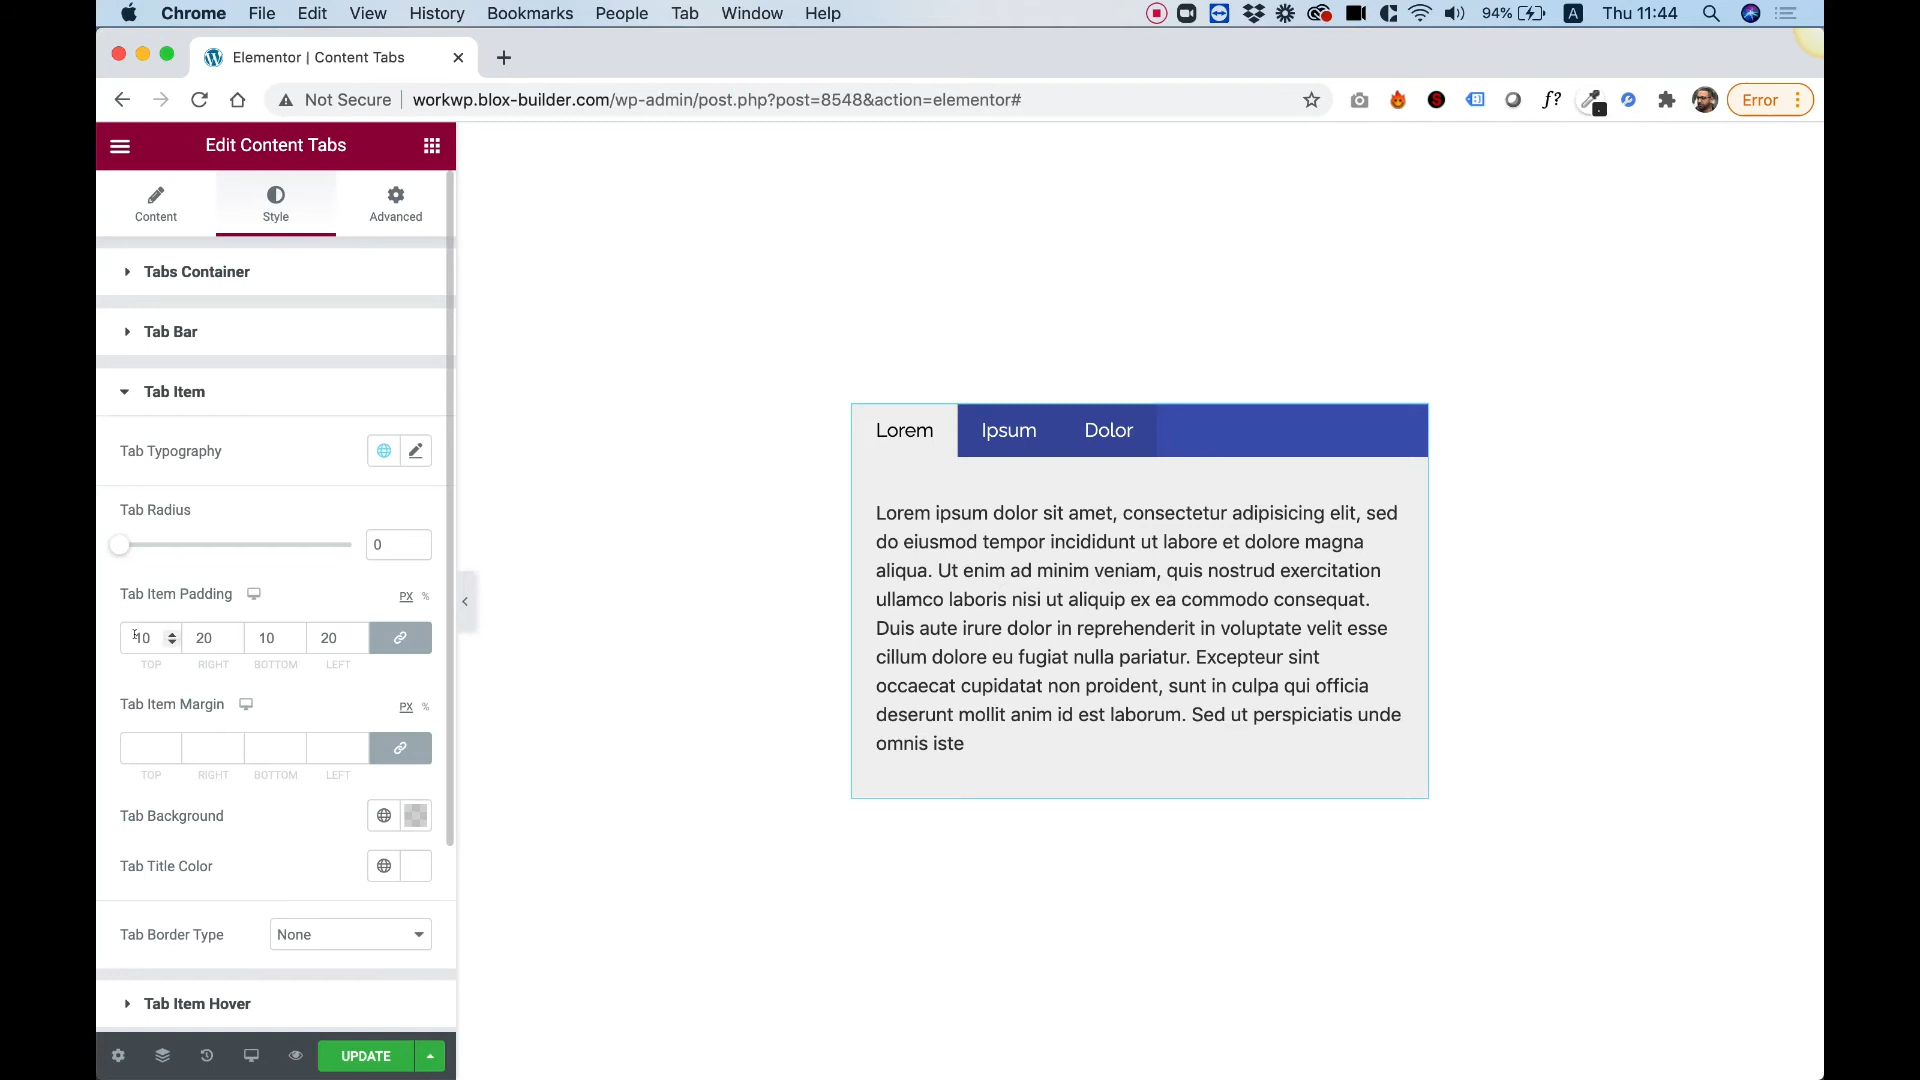 Chrome File Edit View History Bookmarks People Tab Window Help 94% A Thu 11:44
Elementor | Content Tabs
Not Secure workwp.blox-builder.com/wp-admin/post.php?post=8548&action=elementor# S f? Error
Edit Content Tabs
Content Style Advanced
Tabs Container
Tab Bar
Tab Item
Tab Typography
Tab Radius
0
Tab Item Padding PX %
10 20 10 20
TOP RIGHT BOTTOM LEFT
Tab Item Margin PX %
TOP RIGHT BOTTOM LEFT
Tab Background
Tab Title Color
Tab Border Type None
Tab Item Hover
UPDATE
Lorem Ipsum Dolor
Lorem ipsum dolor sit amet, consectetur adipisicing elit, sed
do eiusmod tempor incididunt ut labore et dolore magna
aliqua. Ut enim ad minim veniam, quis nostrud exercitation
ullamco laboris nisi ut aliquip ex ea commodo consequat.
Duis aute irure dolor in reprehenderit in voluptate velit esse
cillum dolore eu fugiat nulla pariatur. Excepteur sint
occaecat cupidatat non proident, sunt in culpa qui officia
deserunt mollit anim id est laborum. Sed ut perspiciatis unde
omnis iste